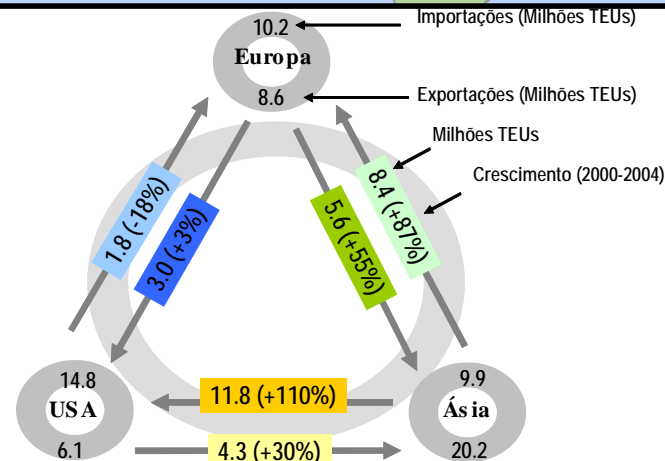 10.2
Europa
8.6
Importações (Milhões TEUs)
Exportações (Milhões TEUs)
Milhões TEUs
Crescimento (2000-2004)
1.8 (-18%)
3.0 (+3%)
5.6 (+55%)
8.4 (+87%)
14.8
USA
6.1
11.8 (+110%)
4.3 (+30%)
9.9
Ásia
20.2